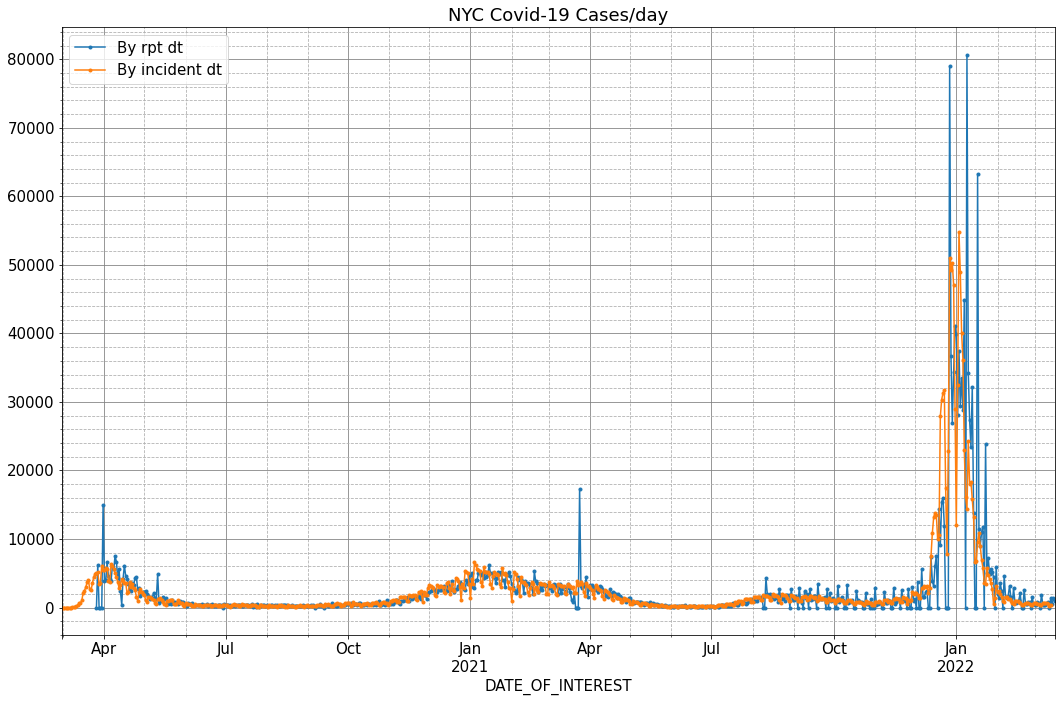 NYC Covid-19 Cases/day
By rpt dt
By incident dt
80000
70000
60000
50000
40000
30000
20000
10000
0
Apr Jul Oct Jan Apr Jul Oct Jan
2021 2022
DATE_OF_INTEREST